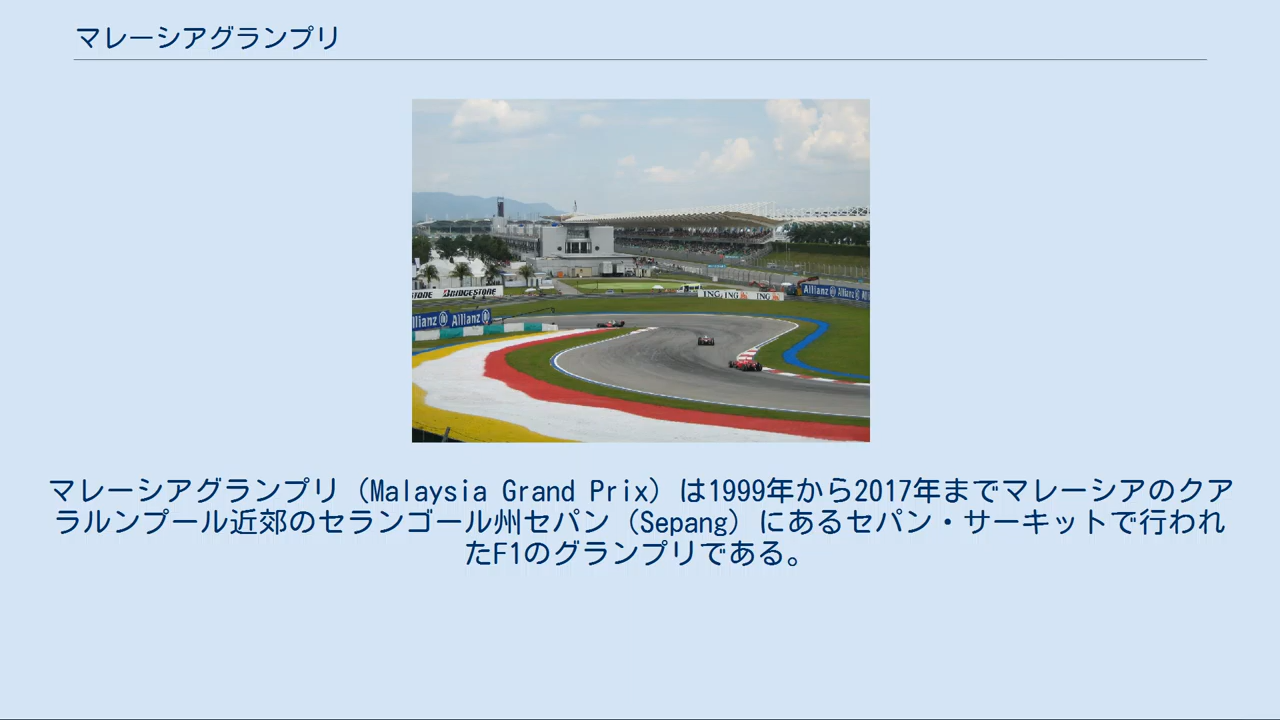 マレーシアグランプリ
BRIDGESTONE
ING ING ING
Allianz
Allianz Allianz
マレーシアグランプリ（Malaysia Grand Prix）は1999年から2017年までマレーシアのクア
ラルンプール近郊のセランゴール州セパン（Sepang）にあるセパン・サーキットで行われ
たF1のグランプリである。